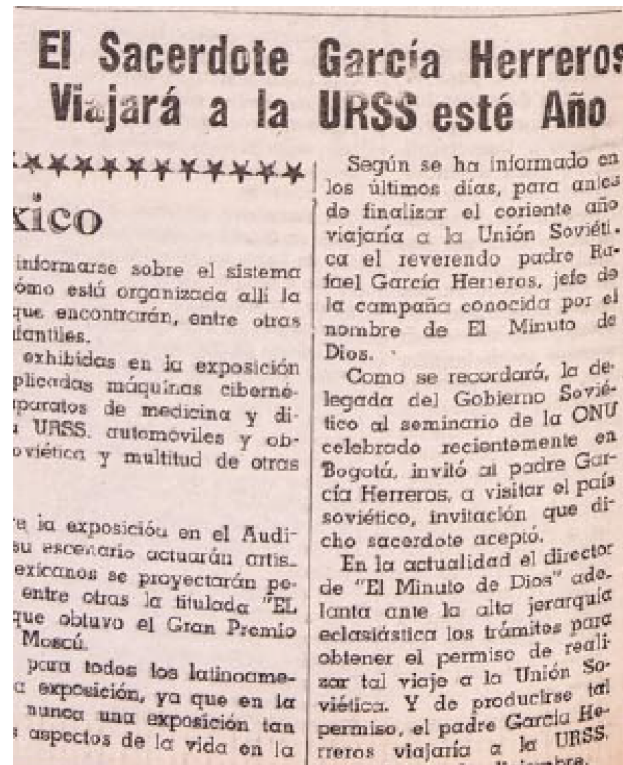 El Sacerdote García Herreros
Viajará a la URSS esté Año
xico
informarse sobre el sistema
ómo está organizada allí la
que encontrarán, entre otras
fantiles.
exhibidas en la exposición
plicadas máquinas ciberné-
paratos de medicina y di-
URSS. automóviles y ob-
oviética y multitud de otras
e la exposición en el Audi-
su escenario actuarán artis-
exicanos se proyectarán pe-
entre otras la titulada "EL
que obtuvo el Gran Premio
Moscú.
para todos los latinoame-
a exposición, ya que en la
nunca una exposición tan
s aspectos de la vida en la
Según se ha informado en
los últimos días, para antes
de finalizar el coriente año
viajaría a la Unión Soviéti-
ca el reverendo padre Ra-
fael García Herreros, jefe de
la campaña conocida por el
nombre de El Minuto de
Dios.
Como se recordará, la de-
legada del Gobierno Sovié-
tico al seminario de la ONU
celebrado recientemente en
Bogotá, invitó al padre Gar-
cía Herreros, a visitar el país
soviético, invitación que di-
cho sacerdote aceptó.
En la actualidad el director
de "El Minuto de Dios" ade-
lanta ante la alta jerarquía
eclasiástica los trámites para
obtener el permiso de reali-
zar tal viaje a la Unión So-
viética. Y de producirse tal
permiso, el padre García He-
rreros viajaría a la URSS,